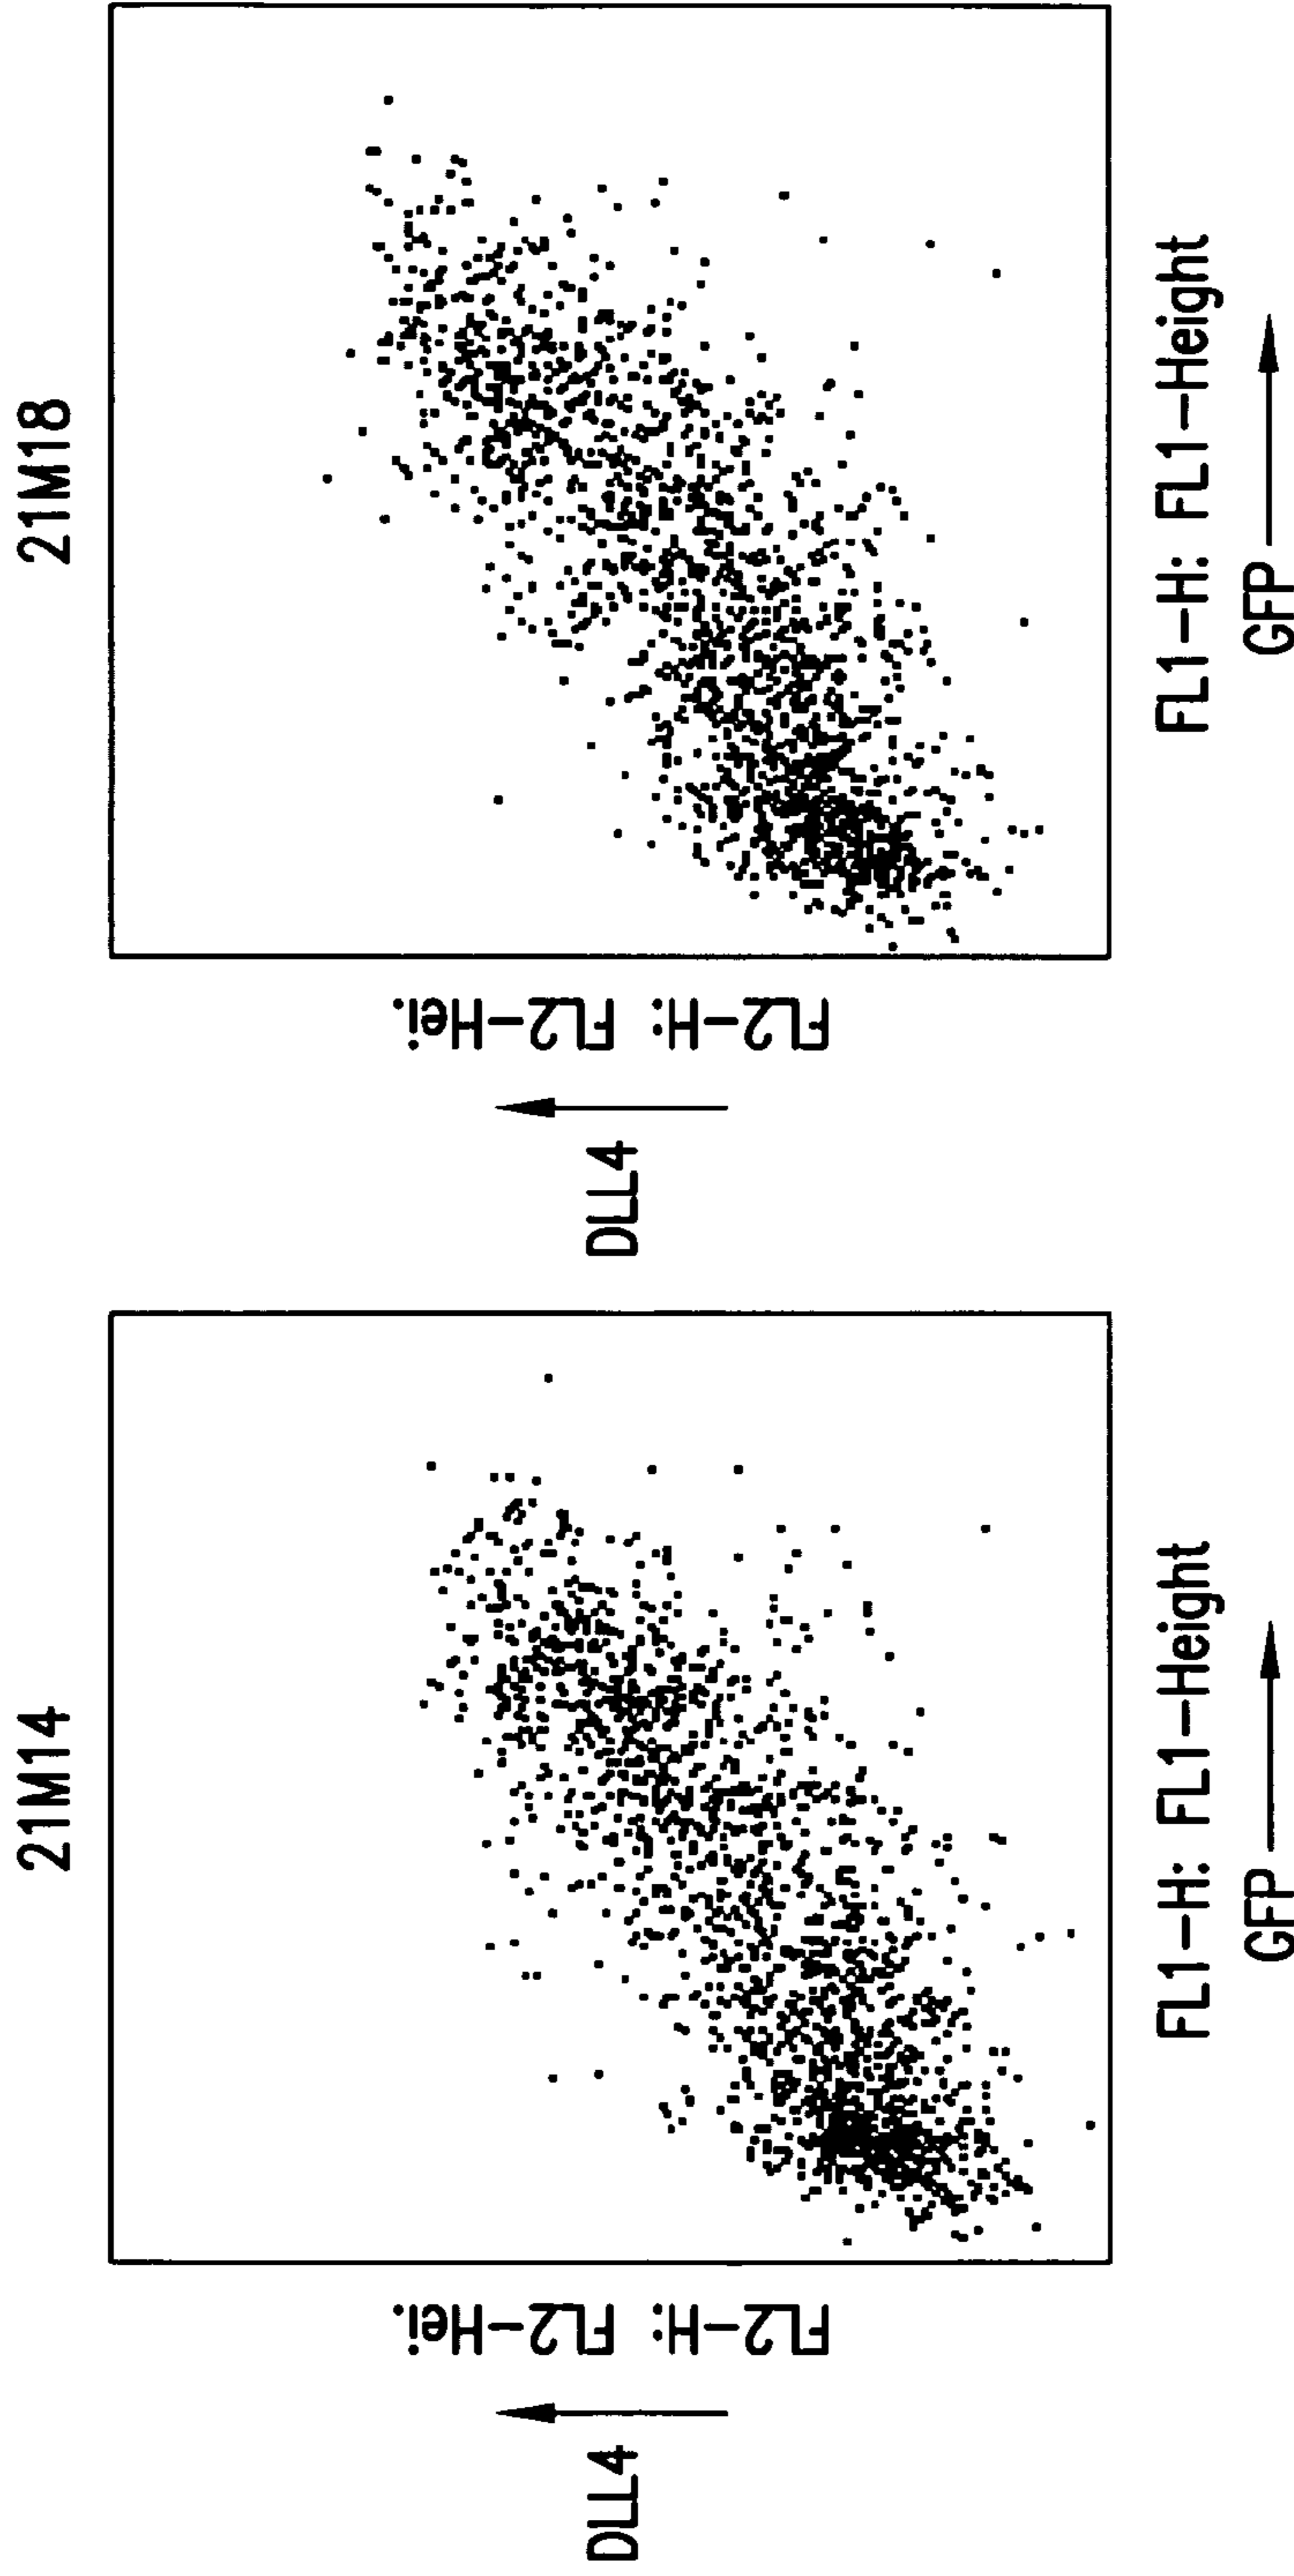 21M14
DLL4
FL2-H: FL2-Hei.
FL1-H: FL1-Height
GFP
21M18
DLL4
FL2-H: FL2-Hei.
FL1-H: FL1-Height
GFP